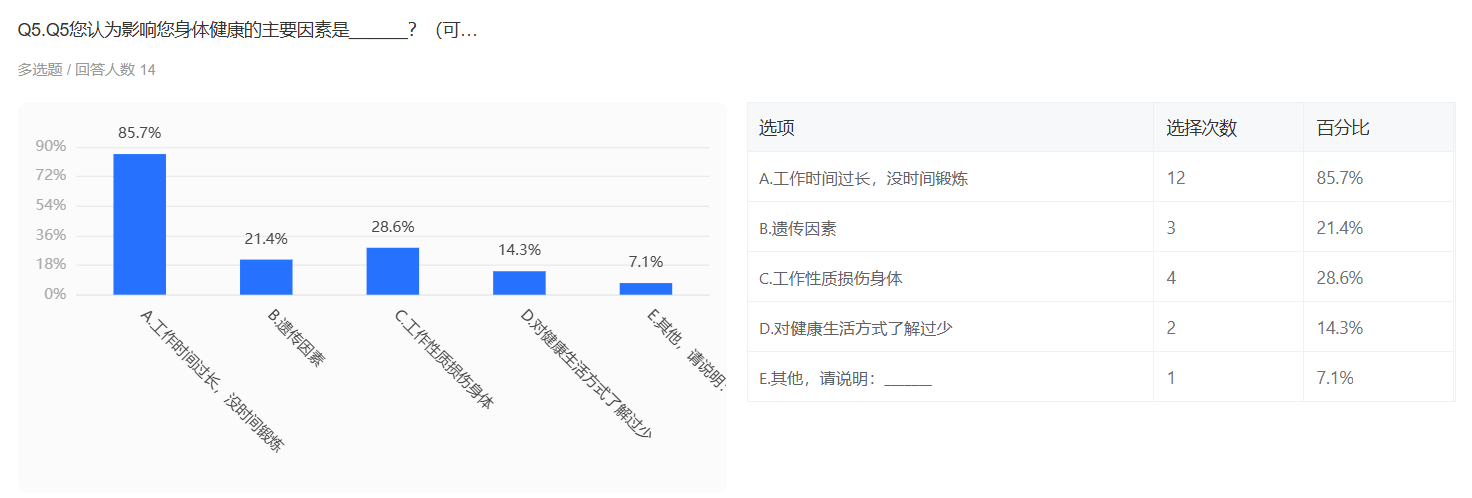 Q5.Q5您认为影响您身体健康的主要因素是_______? （可…
多选题 / 回答人数 14
85.7%
90%
72%
54%
36%
18%
0%
21.4%
28.6%
14.3%
7.1%
A.工作时间过长，没时间锻炼
B.遗传因素
C.工作性质损伤身体
D.对健康生活方式了解过少
E.其他，请说明：
选项 选择次数 百分比
A.工作时间过长，没时间锻炼 12 85.7%
B.遗传因素 3 21.4%
C.工作性质损伤身体 4 28.6%
D.对健康生活方式了解过少 2 14.3%
E.其他，请说明：______ 1 7.1%